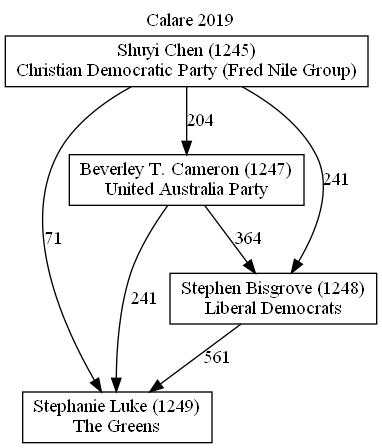 Calare 2019
Shuyi Chen (1245)
Christian Democratic Party (Fred Nile Group)
204
Beverley T. Cameron (1247)
United Australia Party
71
241
241
364
Stephen Bisgrove (1248)
Liberal Democrats
561
Stephanie Luke (1249)
The Greens